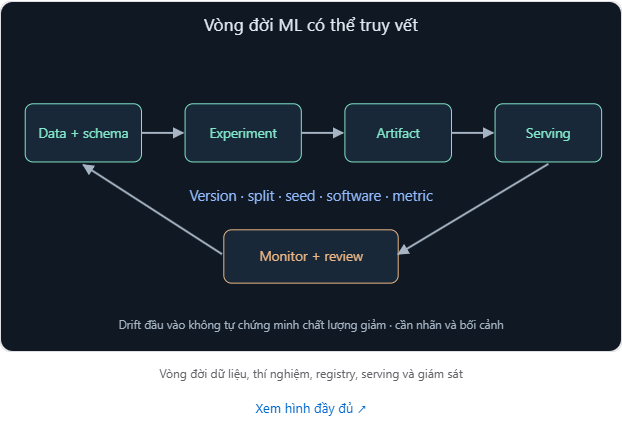 Vòng đời ML có thể truy vết
Data + schema
Experiment
Artifact
Serving
Version · split · seed · software · metric
Monitor + review
Drift đầu vào không tự chứng minh chất lượng giảm · cần nhãn và bối cảnh
Vòng đời dữ liệu, thí nghiệm, registry, serving và giám sát
Xem hình đầy đủ ↗